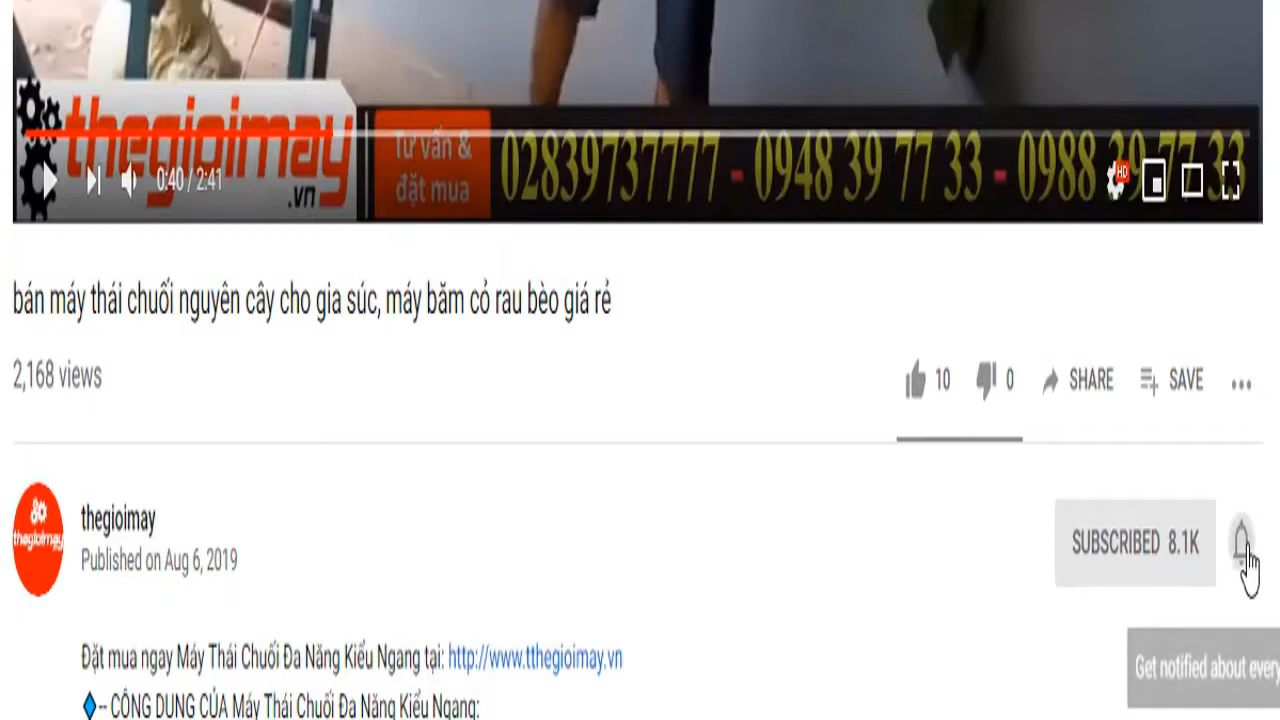 thegioimay
.vn
Tư vấn &
đặt mua
02839737777 - 0948 39 77 33 - 0988 39 77 33
0:40 / 2:41
HD
bán máy thái chuối nguyên cây cho gia súc, máy băm cỏ rau bèo giá rẻ
2,168 views
10 0 SHARE SAVE
thegioimay
thegioimay
Published on Aug 6, 2019
SUBSCRIBED 8.1K
Đặt mua ngay Máy Thái Chuối Đa Năng Kiểu Ngang tại: http://www.tthegioimay.vn
Get notified about every
-- CÔNG DỤNG CỦA Máy Thái Chuối Đa Năng Kiểu Ngang: